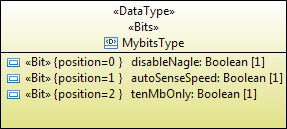 «DataType»
«Bits»
MybitsType
«Bit» {position=0 } disableNagle: Boolean [1]
«Bit» {position=1 } autoSenseSpeed: Boolean [1]
«Bit» {position=2 } tenMbOnly: Boolean [1]